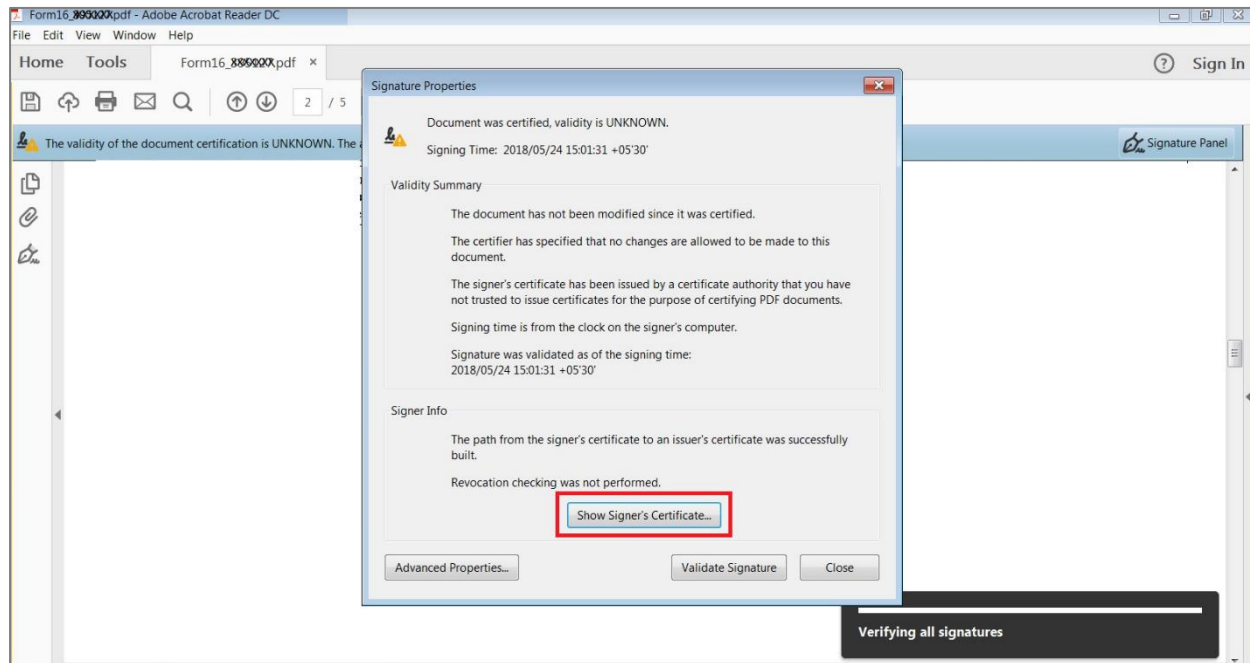 pdf - Adobe Acrobat Reader DC
File Edit View Window Help
Home Tools Form16_ pdf × ? Sign In
2 / 5
The validity of the document certification is UNKNOWN. The
Signature Panel
Signature Properties
Document was certified, validity is UNKNOWN.
Signing Time: 2018/05/24 15:01:31 +05'30'
Validity Summary
The document has not been modified since it was certified.
The certifier has specified that no changes are allowed to be made to this
document.
The signer's certificate has been issued by a certificate authority that you have
not trusted to issue certificates for the purpose of certifying PDF documents.
Signing time is from the clock on the signer's computer.
Signature was validated as of the signing time:
2018/05/24 15:01:31 +05'30'
Signer Info
The path from the signer's certificate to an issuer's certificate was successfully
built.
Revocation checking was not performed.
Show Signer's Certificate...
Advanced Properties... Validate Signature Close
Verifying all signatures